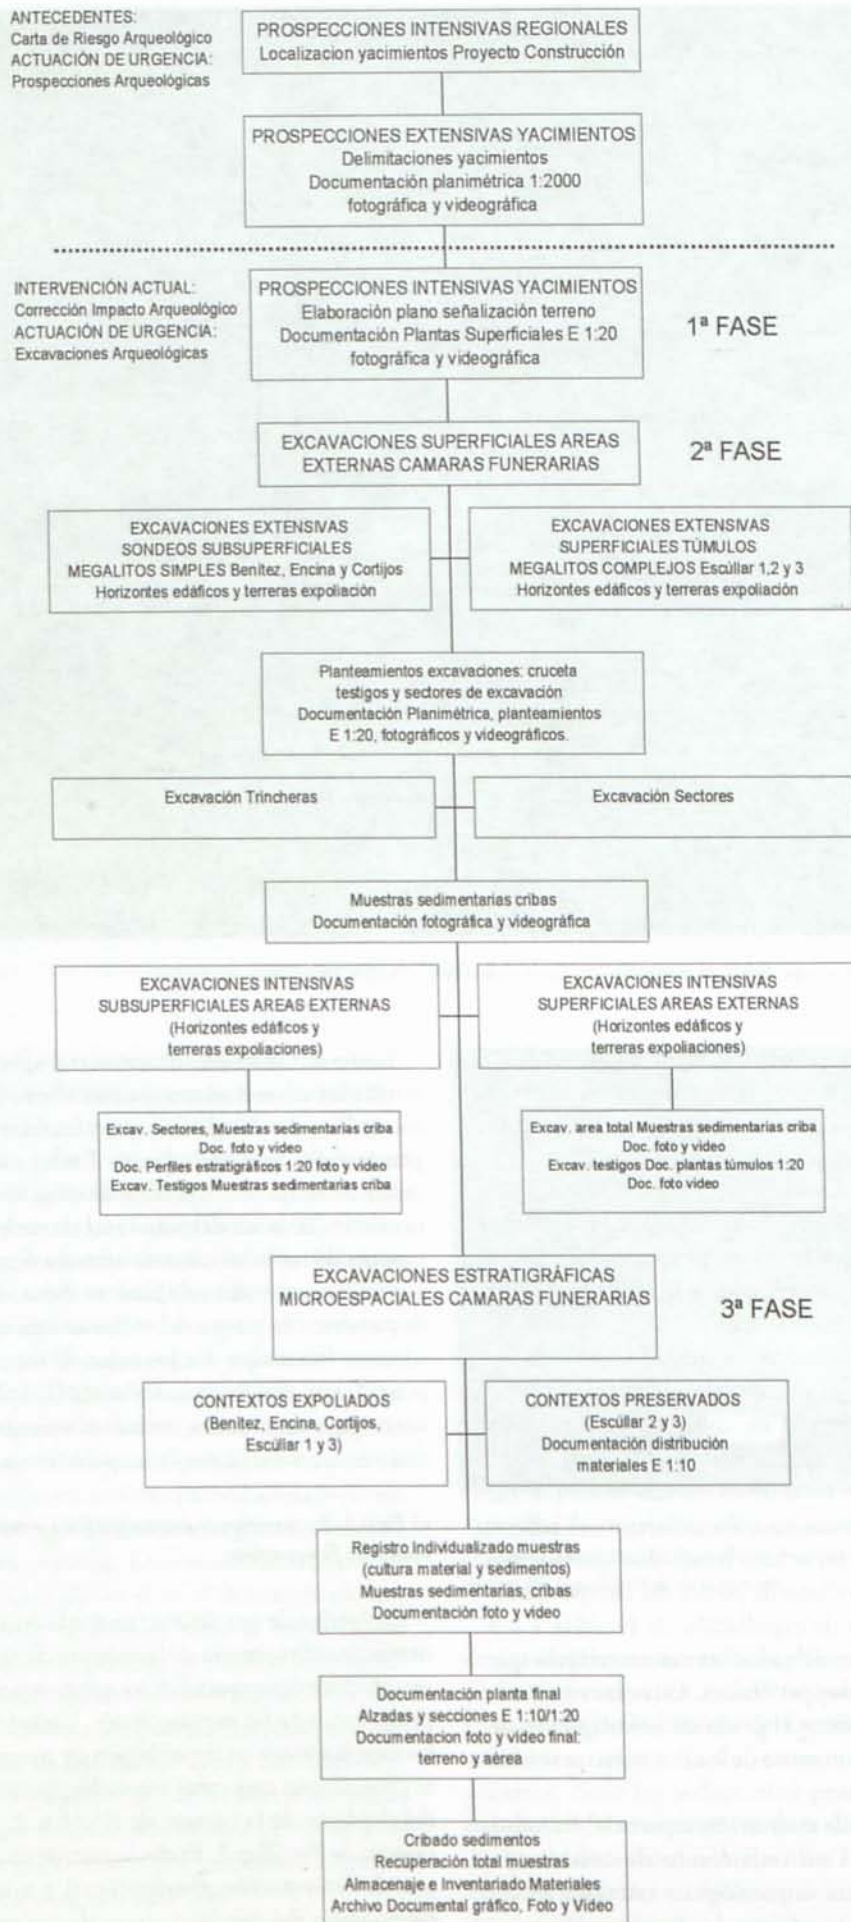 ANTECEDENTES:
Carta de Riesgo Arqueológico
ACTUACIÓN DE URGENCIA:
Prospecciones Arqueológicas
PROSPECCIONES INTENSIVAS REGIONALES
Localizacion yacimientos Proyecto Construcción
PROSPECCIONES EXTENSIVAS YACIMIENTOS
Delimitaciones yacimientos
Documentación planimétrica 1:2000
fotográfica y videográfica
INTERVENCIÓN ACTUAL:
Corrección Impacto Arqueológico
ACTUACIÓN DE URGENCIA:
Excavaciones Arqueológicas
PROSPECCIONES INTENSIVAS YACIMIENTOS
Elaboración plano señalización terreno
Documentación Plantas Superficiales E 1:20
fotográfica y videográfica
1ª FASE
EXCAVACIONES SUPERFICIALES AREAS
EXTERNAS CAMARAS FUNERARIAS
2ª FASE
EXCAVACIONES EXTENSIVAS
SONDEOS SUBSUPERFICIALES
MEGALITOS SIMPLES Benítez, Encina y Cortijos
Horizontes edáficos y terreras expoliación
EXCAVACIONES EXTENSIVAS
SUPERFICIALES TÚMULOS
MEGALITOS COMPLEJOS Escúllar 1,2 y 3
Horizontes edáficos y terreras expoliación
Planteamientos excavaciones: cruceta
testigos y sectores de excavación
Documentación Planimétrica, planteamientos
E 1:20, fotográficos y videográficos.
Excavación Trincheras
Excavación Sectores
Muestras sedimentarias cribas
Documentación fotográfica y videográfica
EXCAVACIONES INTENSIVAS
SUBSUPERFICIALES AREAS EXTERNAS
(Horizontes edáficos y
terreras expoliaciones)
EXCAVACIONES INTENSIVAS
SUPERFICIALES AREAS EXTERNAS
(Horizontes edáficos y
terreras expoliaciones)
Excav. Sectores, Muestras sedimentarias criba
Doc. foto y video
Doc. Perfiles estratigráficos 1:20 foto y video
Excav. Testigos Muestras sedimentarias criba
Excav. area total Muestras sedimentarias criba
Doc. foto y video
Excav. testigos Doc. plantas túmulos 1:20
Doc. foto video
EXCAVACIONES ESTRATIGRÁFICAS
MICROESPACIALES CAMARAS FUNERARIAS
3ª FASE
CONTEXTOS EXPOLIADOS
(Benítez, Encina, Cortijos,
Escúllar 1 y 3)
CONTEXTOS PRESERVADOS
(Escúllar 2 y 3)
Documentación distribución
materiales E 1:10
Registro Individualizado muestras
(cultura material y sedimentos)
Muestras sedimentarias, cribas
Documentación foto y video
Documentación planta final
Alzadas y secciones E 1:10/1:20
Documentacion foto y video final:
terreno y aérea
Cribado sedimentos
Recuperación total muestras
Almacenaje e Inventariado Materiales
Archivo Documental gráfico, Foto y Video